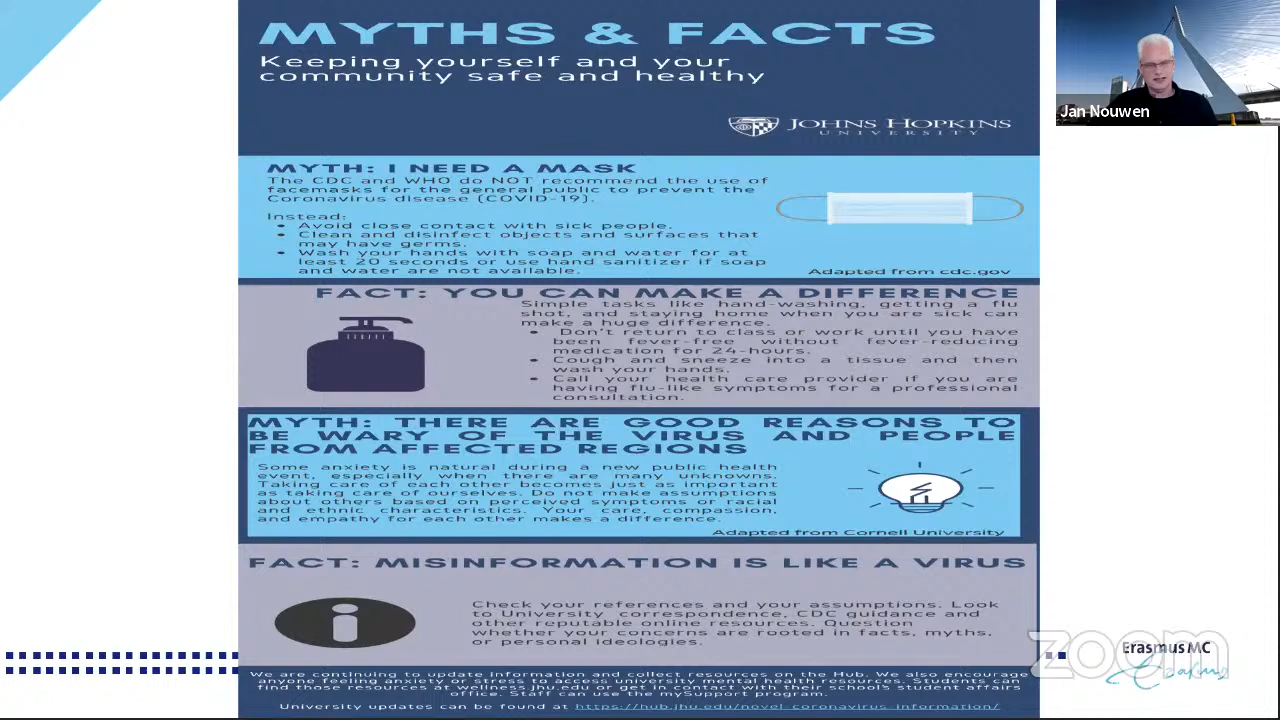 MYTHS & FACTS
Keeping yourself and your
community safe and healthy
JOHNS HOPKINS
UNIVERSITY
Jan Nouwen
MYTH: I NEED A MASK
The CDC and WHO do NOT recommend the use of
facemasks for the general public to prevent the
Coronavirus disease (COVID-19).
Instead:
• Avoid close contact with sick people.
• Clean and disinfect objects and surfaces that
may have germs.
• Wash your hands with soap and water for at
least 20 seconds or use hand sanitizer if soap
and water are not available.
Adapted from cdc.gov
FACT: YOU CAN MAKE A DIFFERENCE
Simple tasks like hand-washing, getting a flu
shot, and staying home when you are sick can
make a huge difference.
• Don't return to class or work until you have
been fever-free without fever-reducing
medication for 24-hours.
• Cough and sneeze into a tissue and then
wash your hands.
• Call your health care provider if you are
having flu-like symptoms for a professional
consultation.
MYTH: THERE ARE GOOD REASONS TO
BE WARY OF THE VIRUS AND PEOPLE
FROM AFFECTED REGIONS
Some anxiety is natural during a new public health
event, especially when there are many unknowns.
Taking care of each other becomes just as important
as taking care of ourselves. Do not make assumptions
about others based on perceived symptoms or racial
and ethnic characteristics. Your care, compassion,
and empathy for each other makes a difference.
Adapted from Cornell University
FACT: MISINFORMATION IS LIKE A VIRUS
Check your references and your assumptions. Look
to University correspondence, CDC guidance and
other reputable online resources. Question
whether your concerns are rooted in facts, myths,
or personal ideologies.
We are continuing to update information and collect resources on the Hub. We also encourage
anyone feeling anxiety or stress to access university mental health resources. Students can
find those resources at wellness.jhu.edu or get in contact with their school's student affairs
office. Staff can use the mySupport program.
University updates can be found at https://hub.jhu.edu/novel-coronavirus-information/
zoom
Erasmus MC
Erasmus